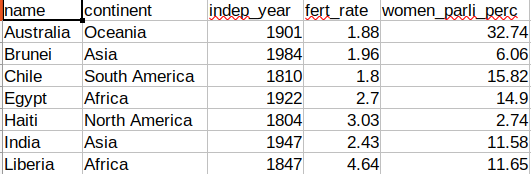 name continent indep_year fert_rate women_parli_perc
Australia Oceania 1901 1.88 32.74
Brunei Asia 1984 1.96 6.06
Chile South America 1810 1.8 15.82
Egypt Africa 1922 2.7 14.9
Haiti North America 1804 3.03 2.74
India Asia 1947 2.43 11.58
Liberia Africa 1847 4.64 11.65